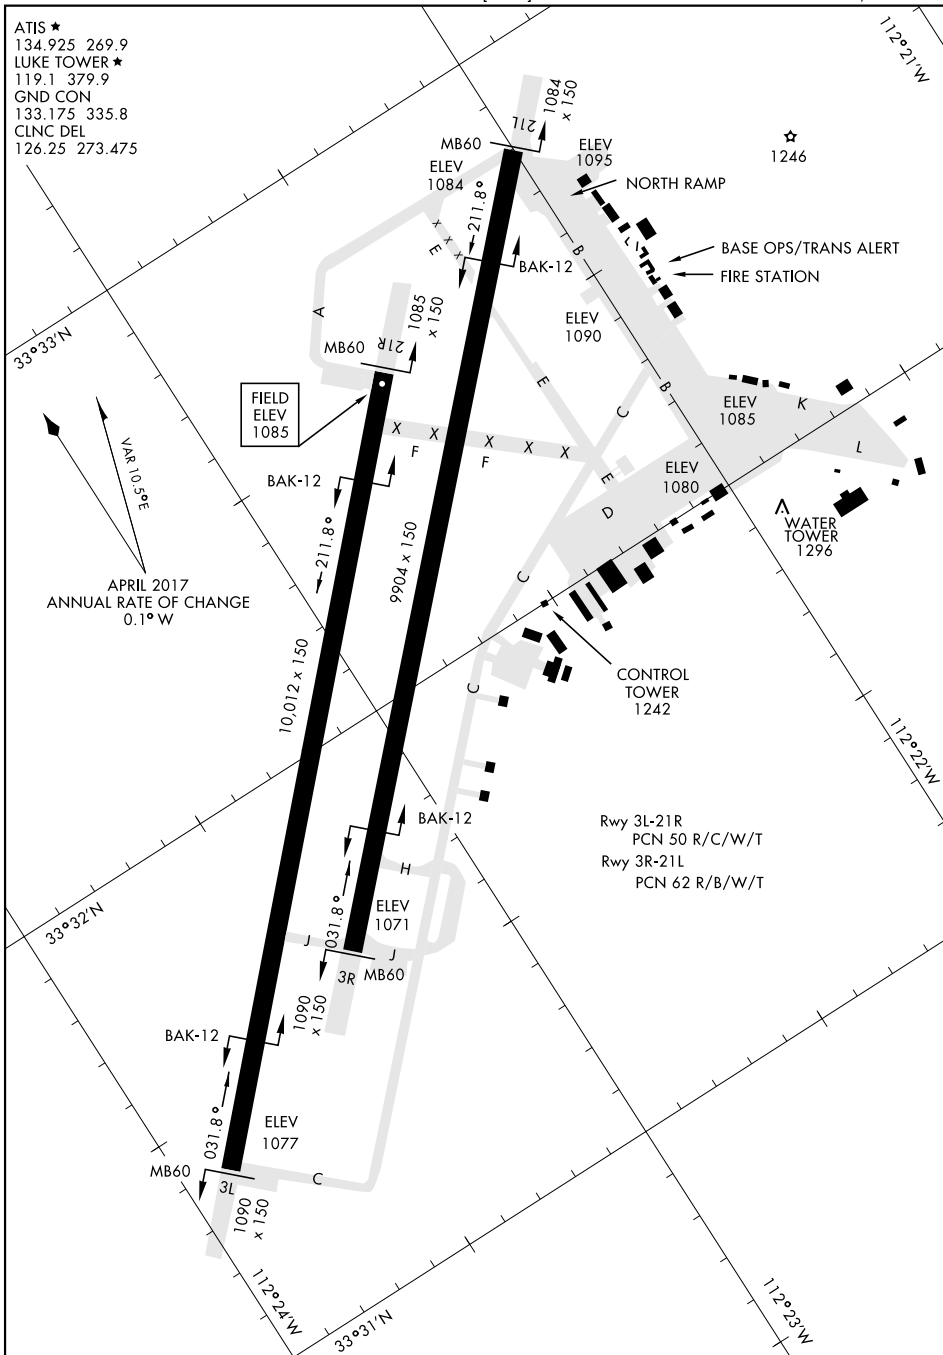 ATIS ★
134.925 269.9
LUKE TOWER ★
119.1 379.9
GND CON
133.175 335.8
CLNC DEL
126.25 273.475
112°21'W
21L
1084
x 150
MB60
ELEV
1084
ELEV
1095
1246
NORTH RAMP
211.8°
X X X
E
B
BASE OPS/TRANS ALERT
FIRE STATION
BAK-12
A
1085
x 150
ELEV
1090
33°33'N
MB60
21R
E
C
B
FIELD
ELEV
1085
ELEV
1085
K
L
VAR 10.5°E
X X X X X
F
F
BAK-12
E
ELEV
1080
D
WATER
TOWER
1296
211.8°
9904 x 150
C
APRIL 2017
ANNUAL RATE OF CHANGE
0.1° W
10,012 x 150
CONTROL
TOWER
1242
C
112°22'W
BAK-12
Rwy 3L-21R
PCN 50 R/C/W/T
Rwy 3R-21L
PCN 62 R/B/W/T
H
33°32'N
031.8°
ELEV
1071
J
J
3R
MB60
1090
x 150
BAK-12
031.8°
ELEV
1077
MB60
3L
C
1090
x 150
112°24'W
33°31'N
112°23'W